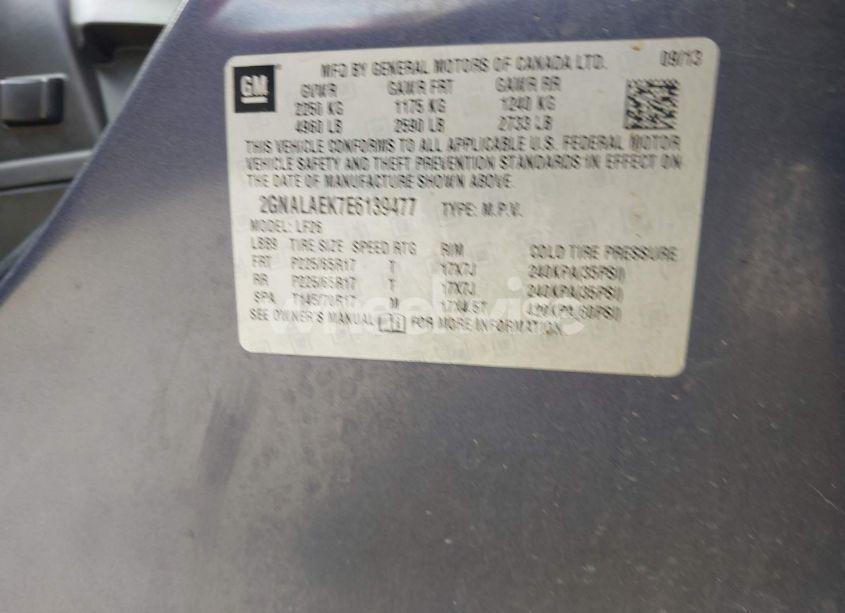 GM
MFD BY GENERAL MOTORS OF CANADA LTD. 09/13
GVWR GAWR FRT GAWR RR
2250 KG 1175 KG 1240 KG
4960 LB 2590 LB 2733 LB
THIS VEHICLE CONFORMS TO ALL APPLICABLE U.S. FEDERAL MOTOR
VEHICLE SAFETY AND THEFT PREVENTION STANDARDS IN EFFECT ON
THE DATE OF MANUFACTURE SHOWN ABOVE.
2GNALAEK7E6139477 TYPE: M.P.V.
MODEL: LF26
L889 TIRE SIZE SPEED RTG RIM COLD TIRE PRESSURE
FRT P225/65R17 T 17X7J 240KPA(35PSI)
RR P225/65R17 T 17X7J 240KPA(35PSI)
SPA T145/70R17 M 17X4.5T 420KPA(60PSI)
SEE OWNER'S MANUAL FOR MORE INFORMATION.